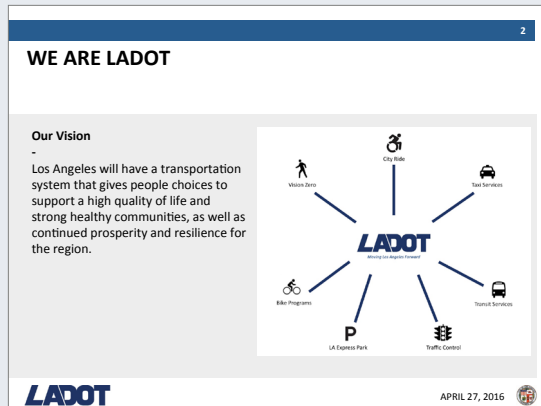 2
WE ARE LADOT
Our Vision
-
Los Angeles will have a transportation
system that gives people choices to
support a high quality of life and
strong healthy communities, as well as
continued prosperity and resilience for
the region.
City Ride
Vision Zero
Taxi Services
LADOT
Moving Los Angeles Forward
Bike Programs
Transit Services
P
LA Express Park
Traffic Control
LADOT
APRIL 27, 2016